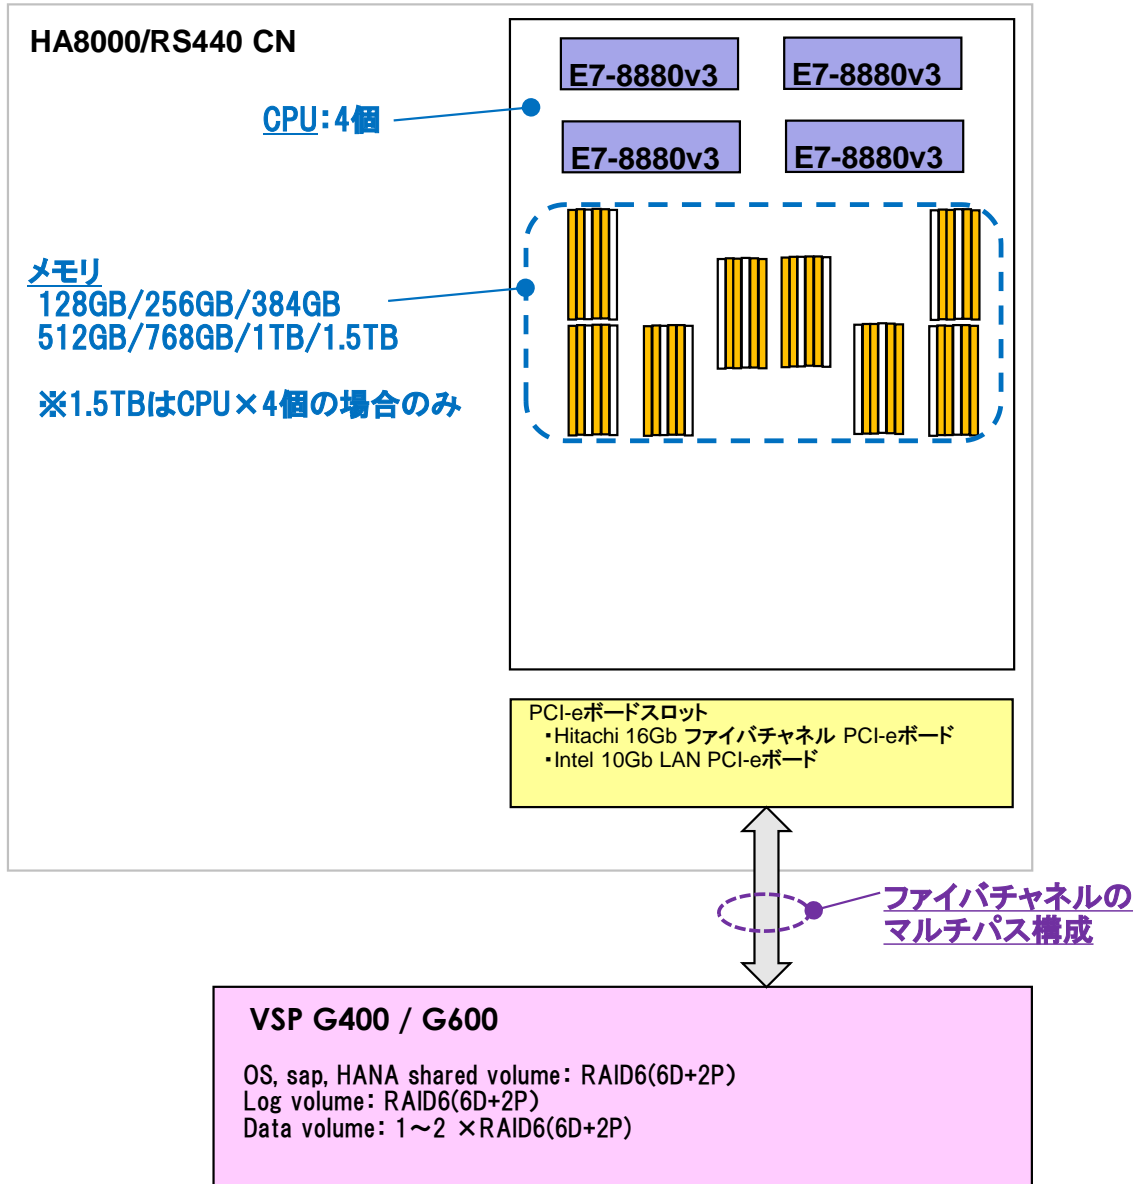 HA8000/RS440 CN
E7-8880v3
E7-8880v3
CPU：4個
E7-8880v3
E7-8880v3
メモリ
128GB/256GB/384GB
512GB/768GB/1TB/1.5TB
※1.5TBはCPU×4個の場合のみ
PCI-eボードスロット
・Hitachi 16Gb ファイバチャネル PCI-eボード
・Intel 10Gb LAN PCI-eボード
ファイバチャネルの
マルチパス構成
VSP G400 / G600
OS, sap, HANA shared volume： RAID6(6D+2P)
Log volume： RAID6(6D+2P)
Data volume： 1～2 ×RAID6(6D+2P)